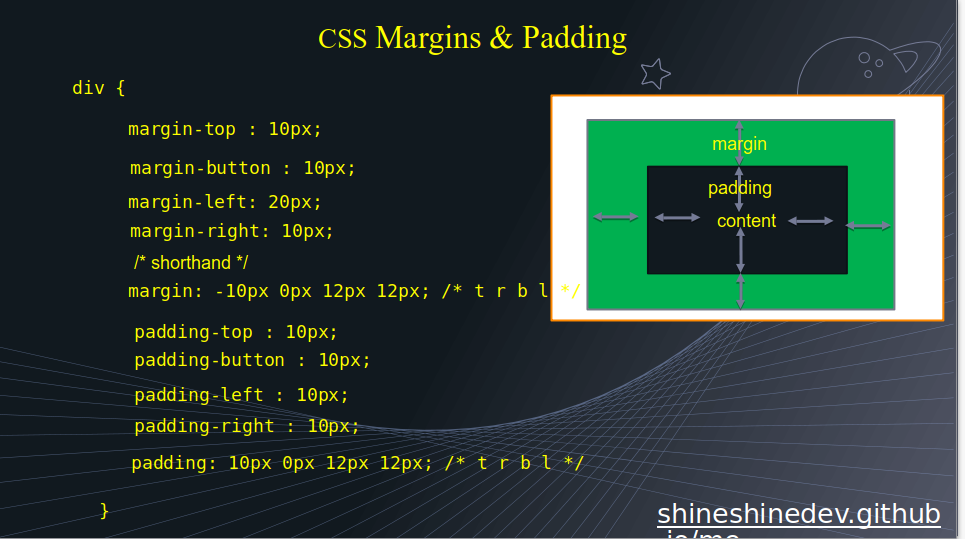 CSS Margins & Padding
div {
margin-top : 10px;
margin-button : 10px;
margin-left: 20px;
margin-right: 10px;
/* shorthand */
margin: -10px 0px 12px 12px; /* t r b l */
padding-top : 10px;
padding-button : 10px;
padding-left : 10px;
padding-right : 10px;
padding: 10px 0px 12px 12px; /* t r b l */
}
margin
padding
content
shineshinedev.github
.io/me